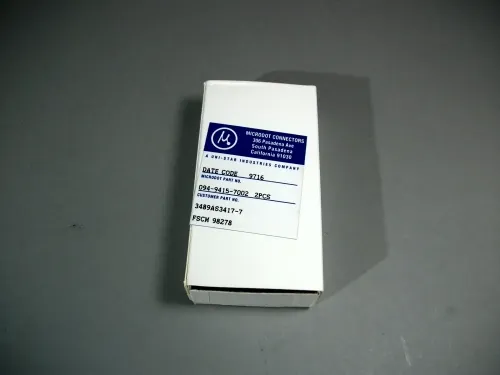 μ
MICRODOT CONNECTORS
306 Pasadena Ave
South Pasadena
California 91030
A UNI-STAR INDUSTRIES COMPANY
DATE CODE 9716
MICRODOT PART NO.
094-9415-7002 2PCS
CUSTOMER PART NO.
3489AS3417-7
FSCM 98278